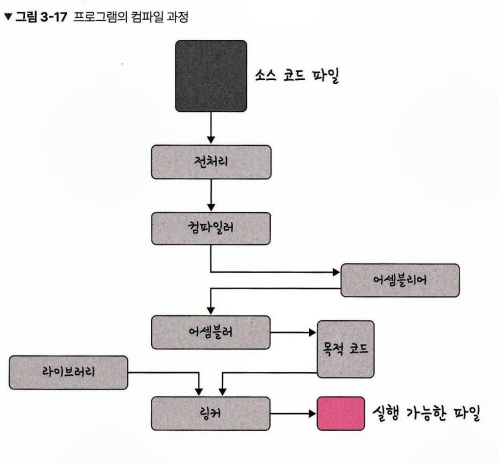 ▼ 그림 3-17 프로그램의 컴파일 과정
소스 코드 파일
전처리
컴파일러
어셈블리어
어셈블러
목적 코드
라이브러리
링커
실행 가능한 파일